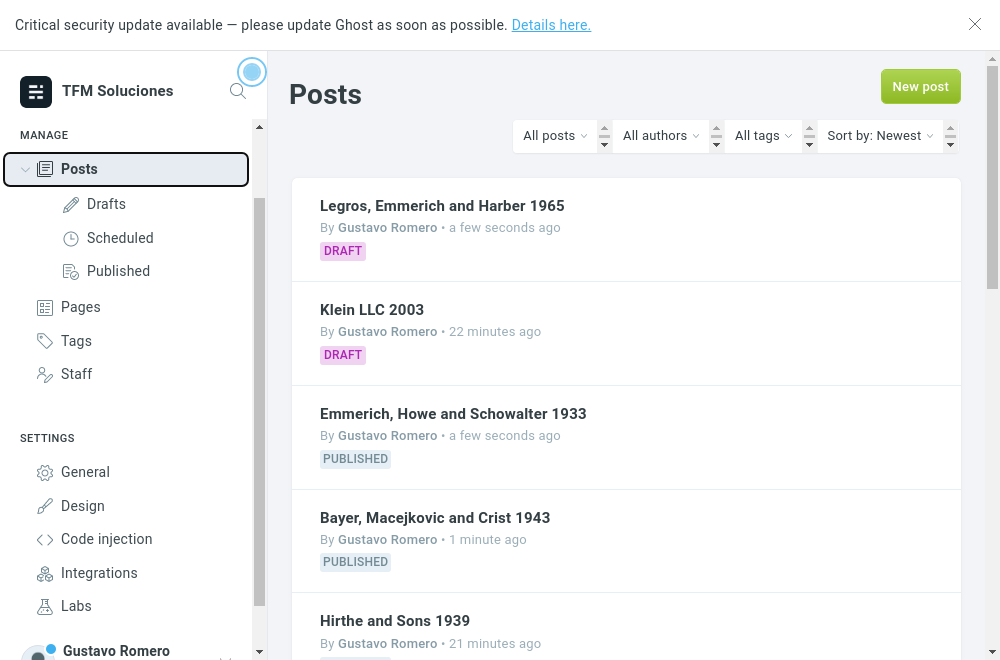 Critical security update available — please update Ghost as soon as possible. Details here.
TFM Soluciones
MANAGE
Posts
Drafts
Scheduled
Published
Pages
Tags
Staff
SETTINGS
General
Design
Code injection
Integrations
Labs
Gustavo Romero
Posts
New post
All posts
All authors
All tags
Sort by: Newest
Legros, Emmerich and Harber 1965
By Gustavo Romero • a few seconds ago
DRAFT
Klein LLC 2003
By Gustavo Romero • 22 minutes ago
DRAFT
Emmerich, Howe and Schowalter 1933
By Gustavo Romero • a few seconds ago
PUBLISHED
Bayer, Macejkovic and Crist 1943
By Gustavo Romero • 1 minute ago
PUBLISHED
Hirthe and Sons 1939
By Gustavo Romero • 21 minutes ago